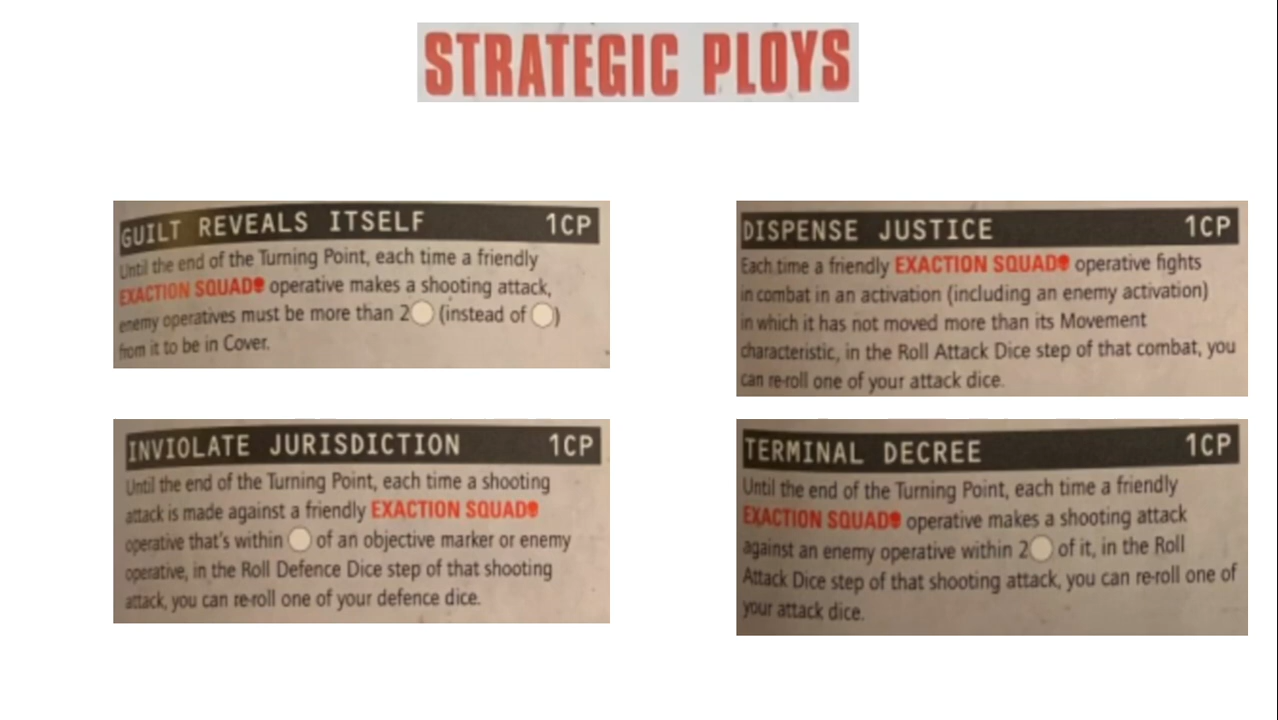 STRATEGIC PLOYS
GUILT REVEALS ITSELF 1CP
Until the end of the Turning Point, each time a friendly
EXACTION SQUAD operative makes a shooting attack,
enemy operatives must be more than 2 (instead of )
from it to be in Cover.
INVIOLATE JURISDICTION 1CP
Until the end of the Turning Point, each time a shooting
attack is made against a friendly EXACTION SQUAD
operative that's within of an objective marker or enemy
operative, in the Roll Defence Dice step of that shooting
attack, you can re-roll one of your defence dice.
DISPENSE JUSTICE 1CP
Each time a friendly EXACTION SQUAD operative fights
in combat in an activation (including an enemy activation)
in which it has not moved more than its Movement
characteristic, in the Roll Attack Dice step of that combat, you
can re-roll one of your attack dice.
TERMINAL DECREE 1CP
Until the end of the Turning Point, each time a friendly
EXACTION SQUAD operative makes a shooting attack
against an enemy operative within 2 of it, in the Roll
Attack Dice step of that shooting attack, you can re-roll one of
your attack dice.